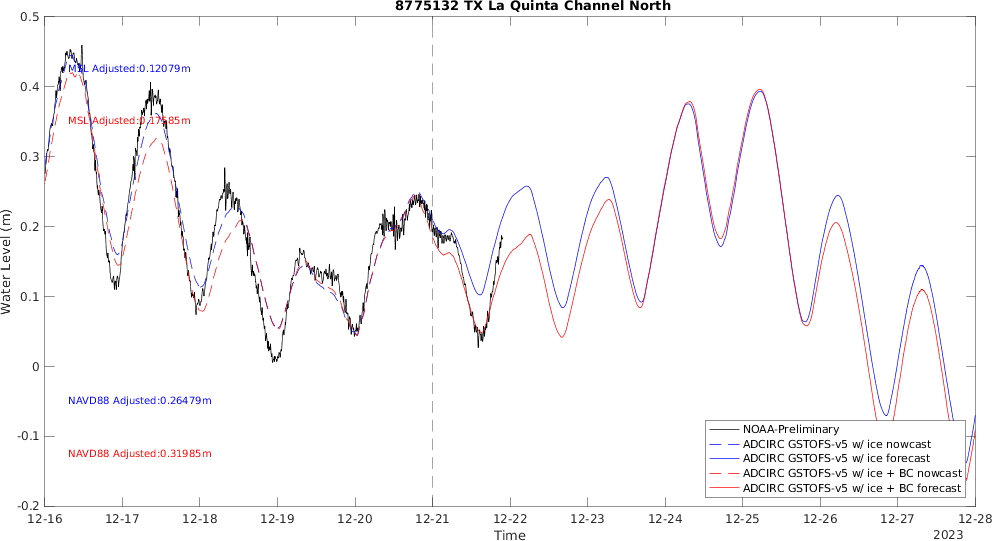 8775132 TX La Quinta Channel North
0.5
0.4
0.3
0.2
0.1
0
-0.1
-0.2
Water Level (m)
MSL Adjusted:0.12079m
MSL Adjusted:0.17585m
NAVD88 Adjusted:0.26479m
NAVD88 Adjusted:0.31985m
NOAA-Preliminary
ADCIRC GSTOFS-v5 w/ ice nowcast
ADCIRC GSTOFS-v5 w/ ice forecast
ADCIRC GSTOFS-v5 w/ ice + BC nowcast
ADCIRC GSTOFS-v5 w/ ice + BC forecast
12-16 12-17 12-18 12-19 12-20 12-21 12-22 12-23 12-24 12-25 12-26 12-27 12-28
Time
2023